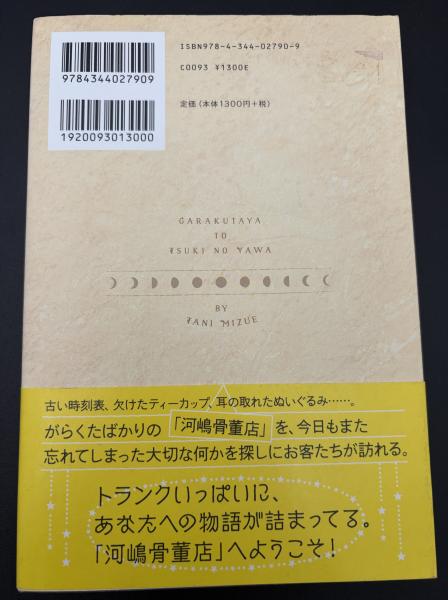 ISBN978-4-344-02790-9
C0093 ¥1300E
定価（本体1300円＋税）
9784344027909
1920093013000
GARAKUTAYA
TO
TSUKI NO YAWA
BY
TANI MIZUE
古い時刻表、欠けたティーカップ、耳の取れたぬいぐるみ……。
がらくたばかりの「河嶋骨董店」を、今日もまた
忘れてしまった大切な何かを探しにお客たちが訪れる。
トランクいっぱいに、
あなたへの物語が詰まってる。
「河嶋骨董店」へようこそ！